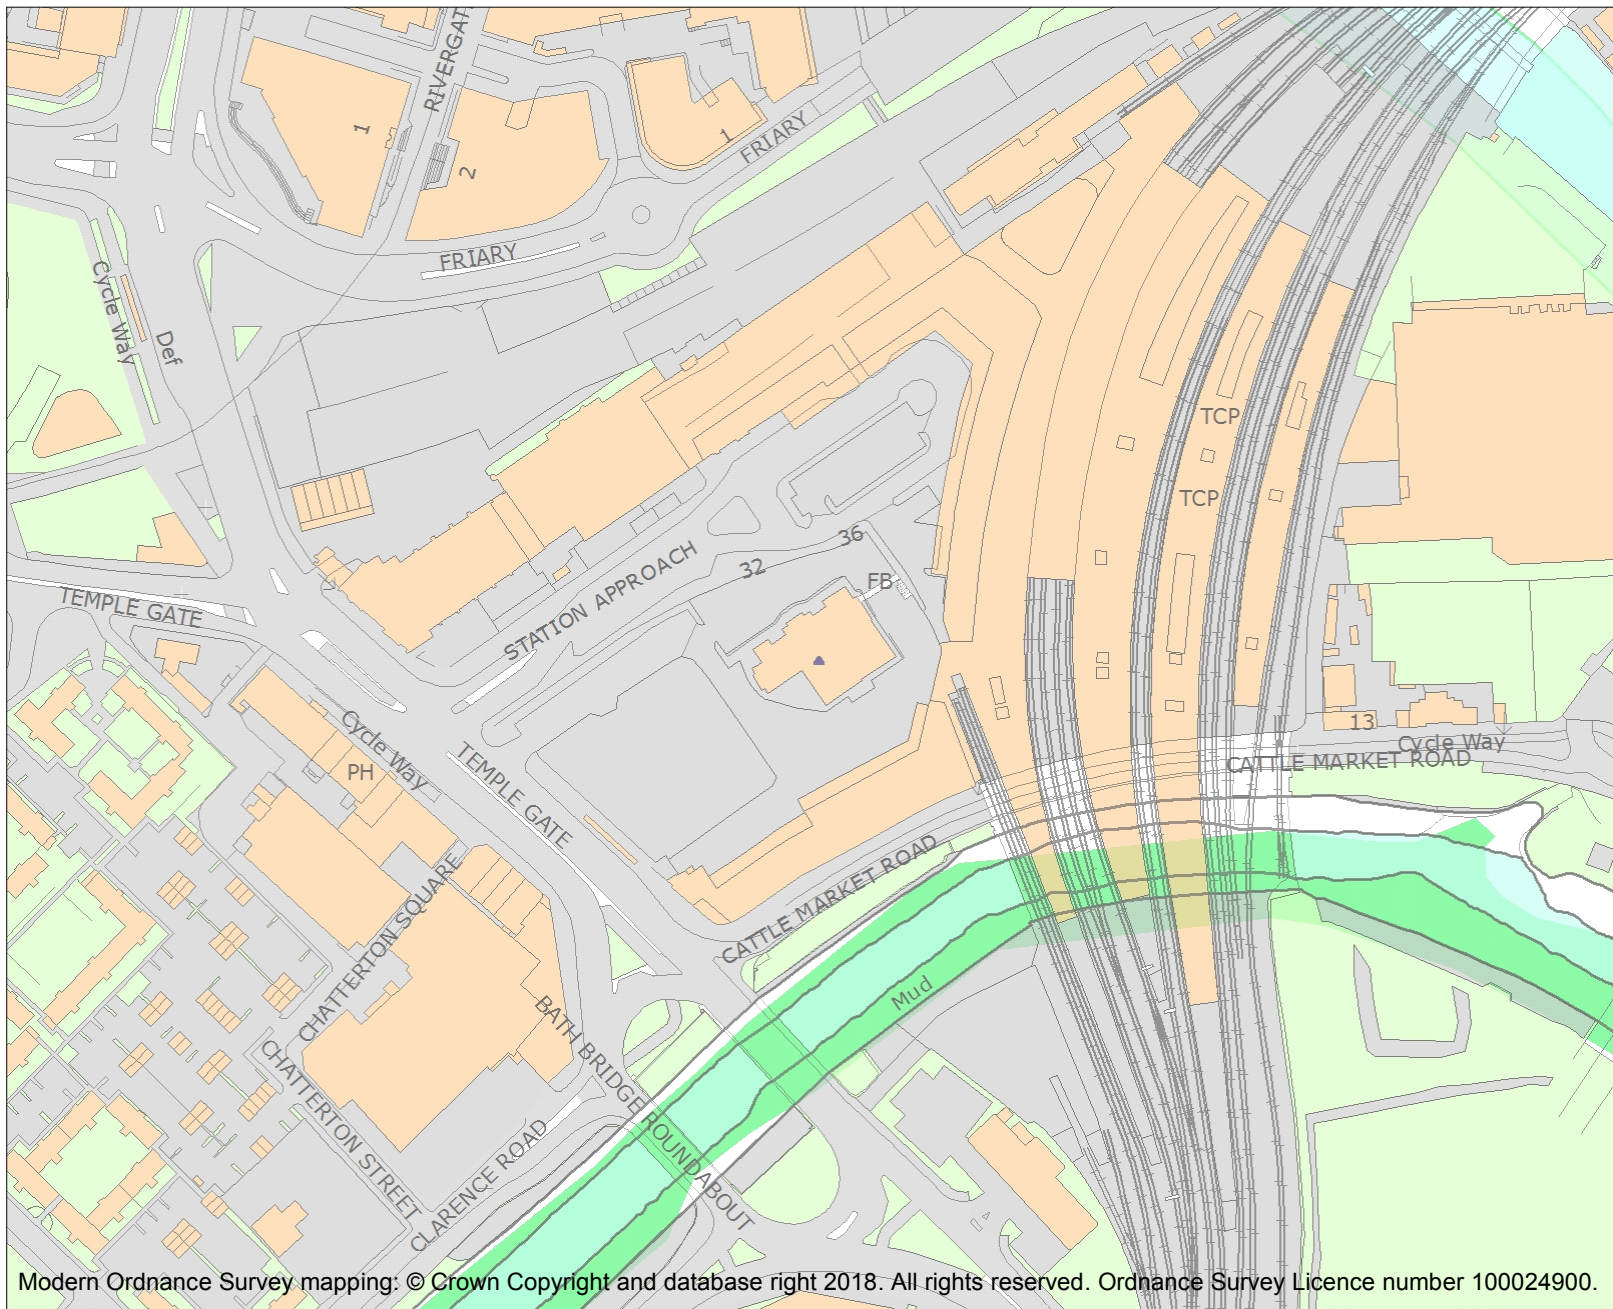 RIVERGAT
1
2
1
FRIARY
FRIARY
Cycle Way
Def
TCP
TCP
36
32
FB
STATION APPROACH
TEMPLE GATE
13
Cycle Way
CATTLE MARKET ROAD
Cycle Way
PH
TEMPLE GATE
CATTLE MARKET ROAD
CHATTERTON SQUARE
Mud
BATH BRIDGE ROUNDABOUT
CHATTERTON STREET
CLARENCE ROAD
Modern Ordnance Survey mapping: © Crown Copyright and database right 2018. All rights reserved. Ordnance Survey Licence number 100024900.